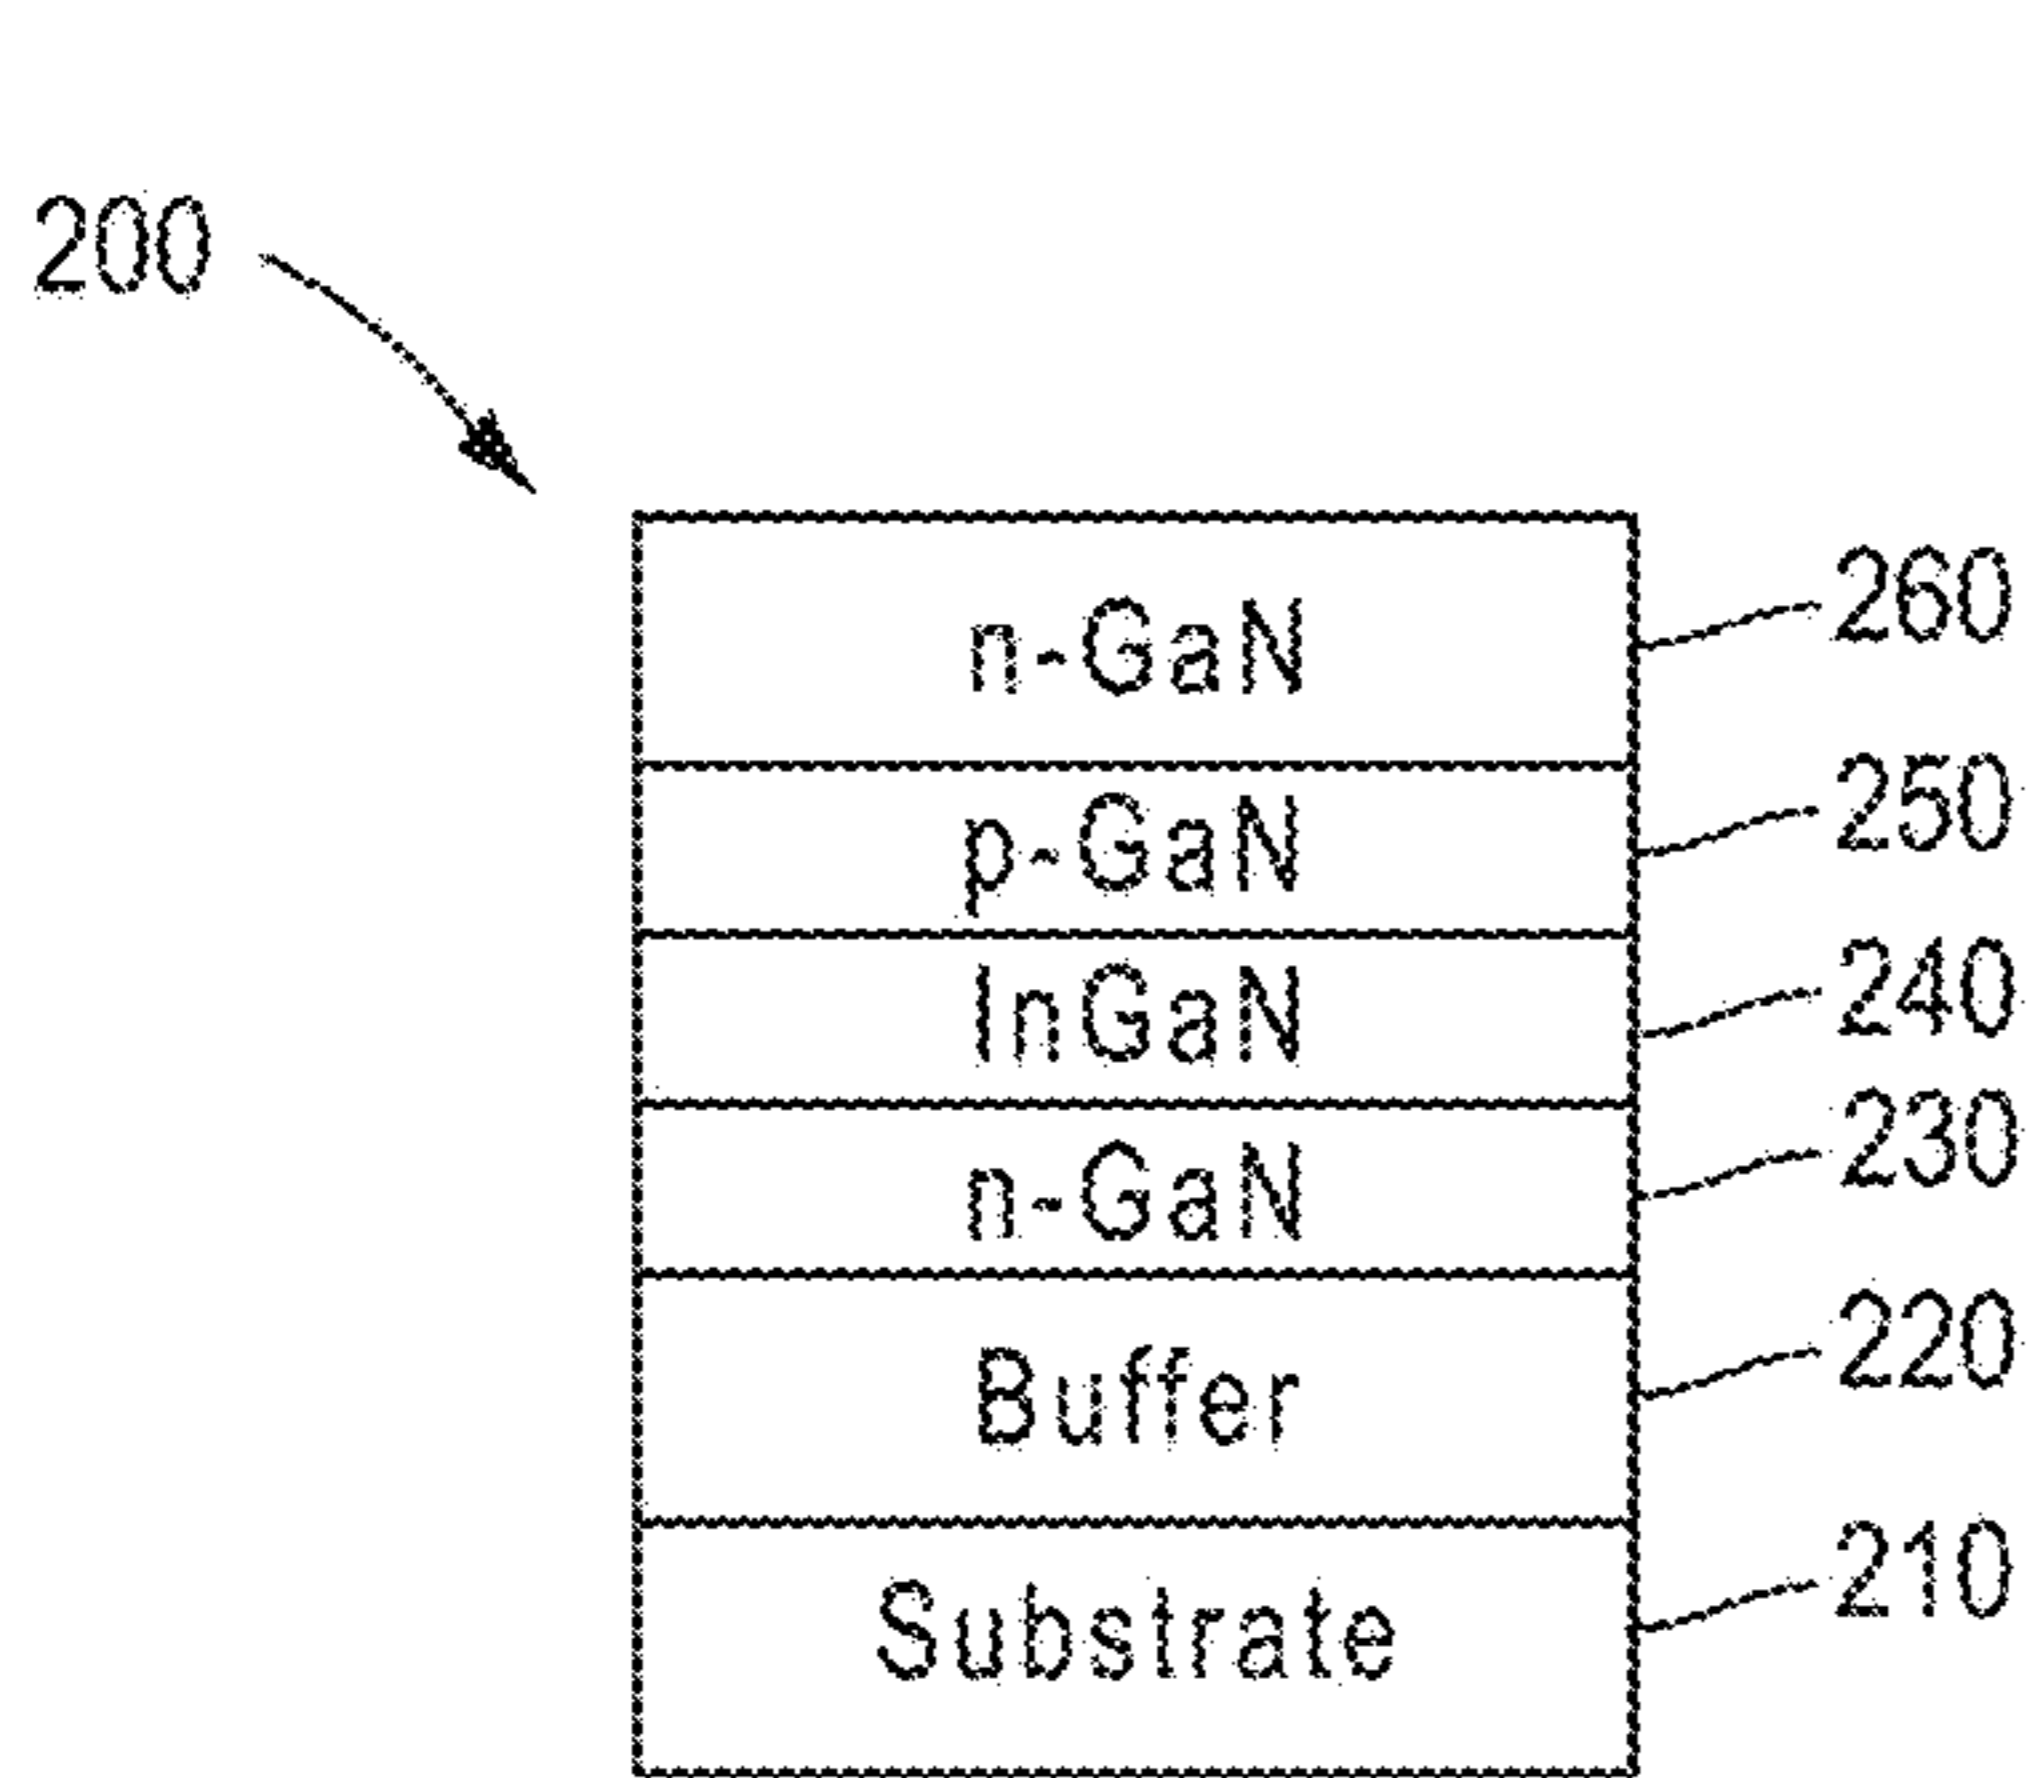 200
n-GaN 260
p-GaN 250
InGaN 240
n-GaN 230
Buffer 220
Substrate 210